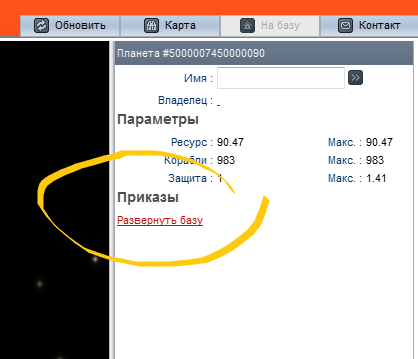 Обновить Карта На базу Контакт
Планета #5000007450000090
Имя :
Владелец : -
Параметры
Ресурс : 90.47 Макс. : 90.47
Корабли : 983 Макс. : 983
Защита : 1 Макс. : 1.41
Приказы
Развернуть базу